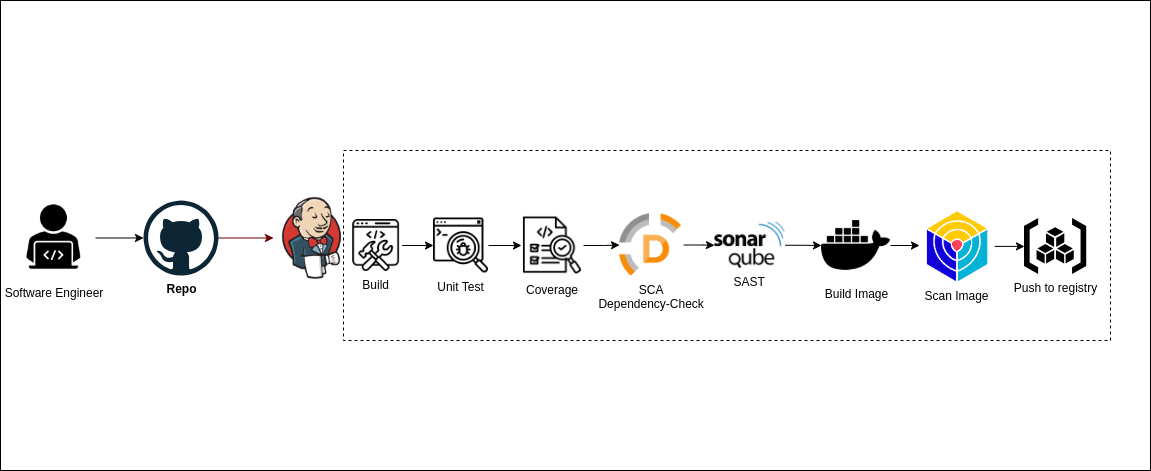 Software Engineer
Repo
</>
Build
Unit Test
</>
Coverage
D
SCA
Dependency-Check
sonar
qube
SAST
Build Image
Scan Image
Push to registry